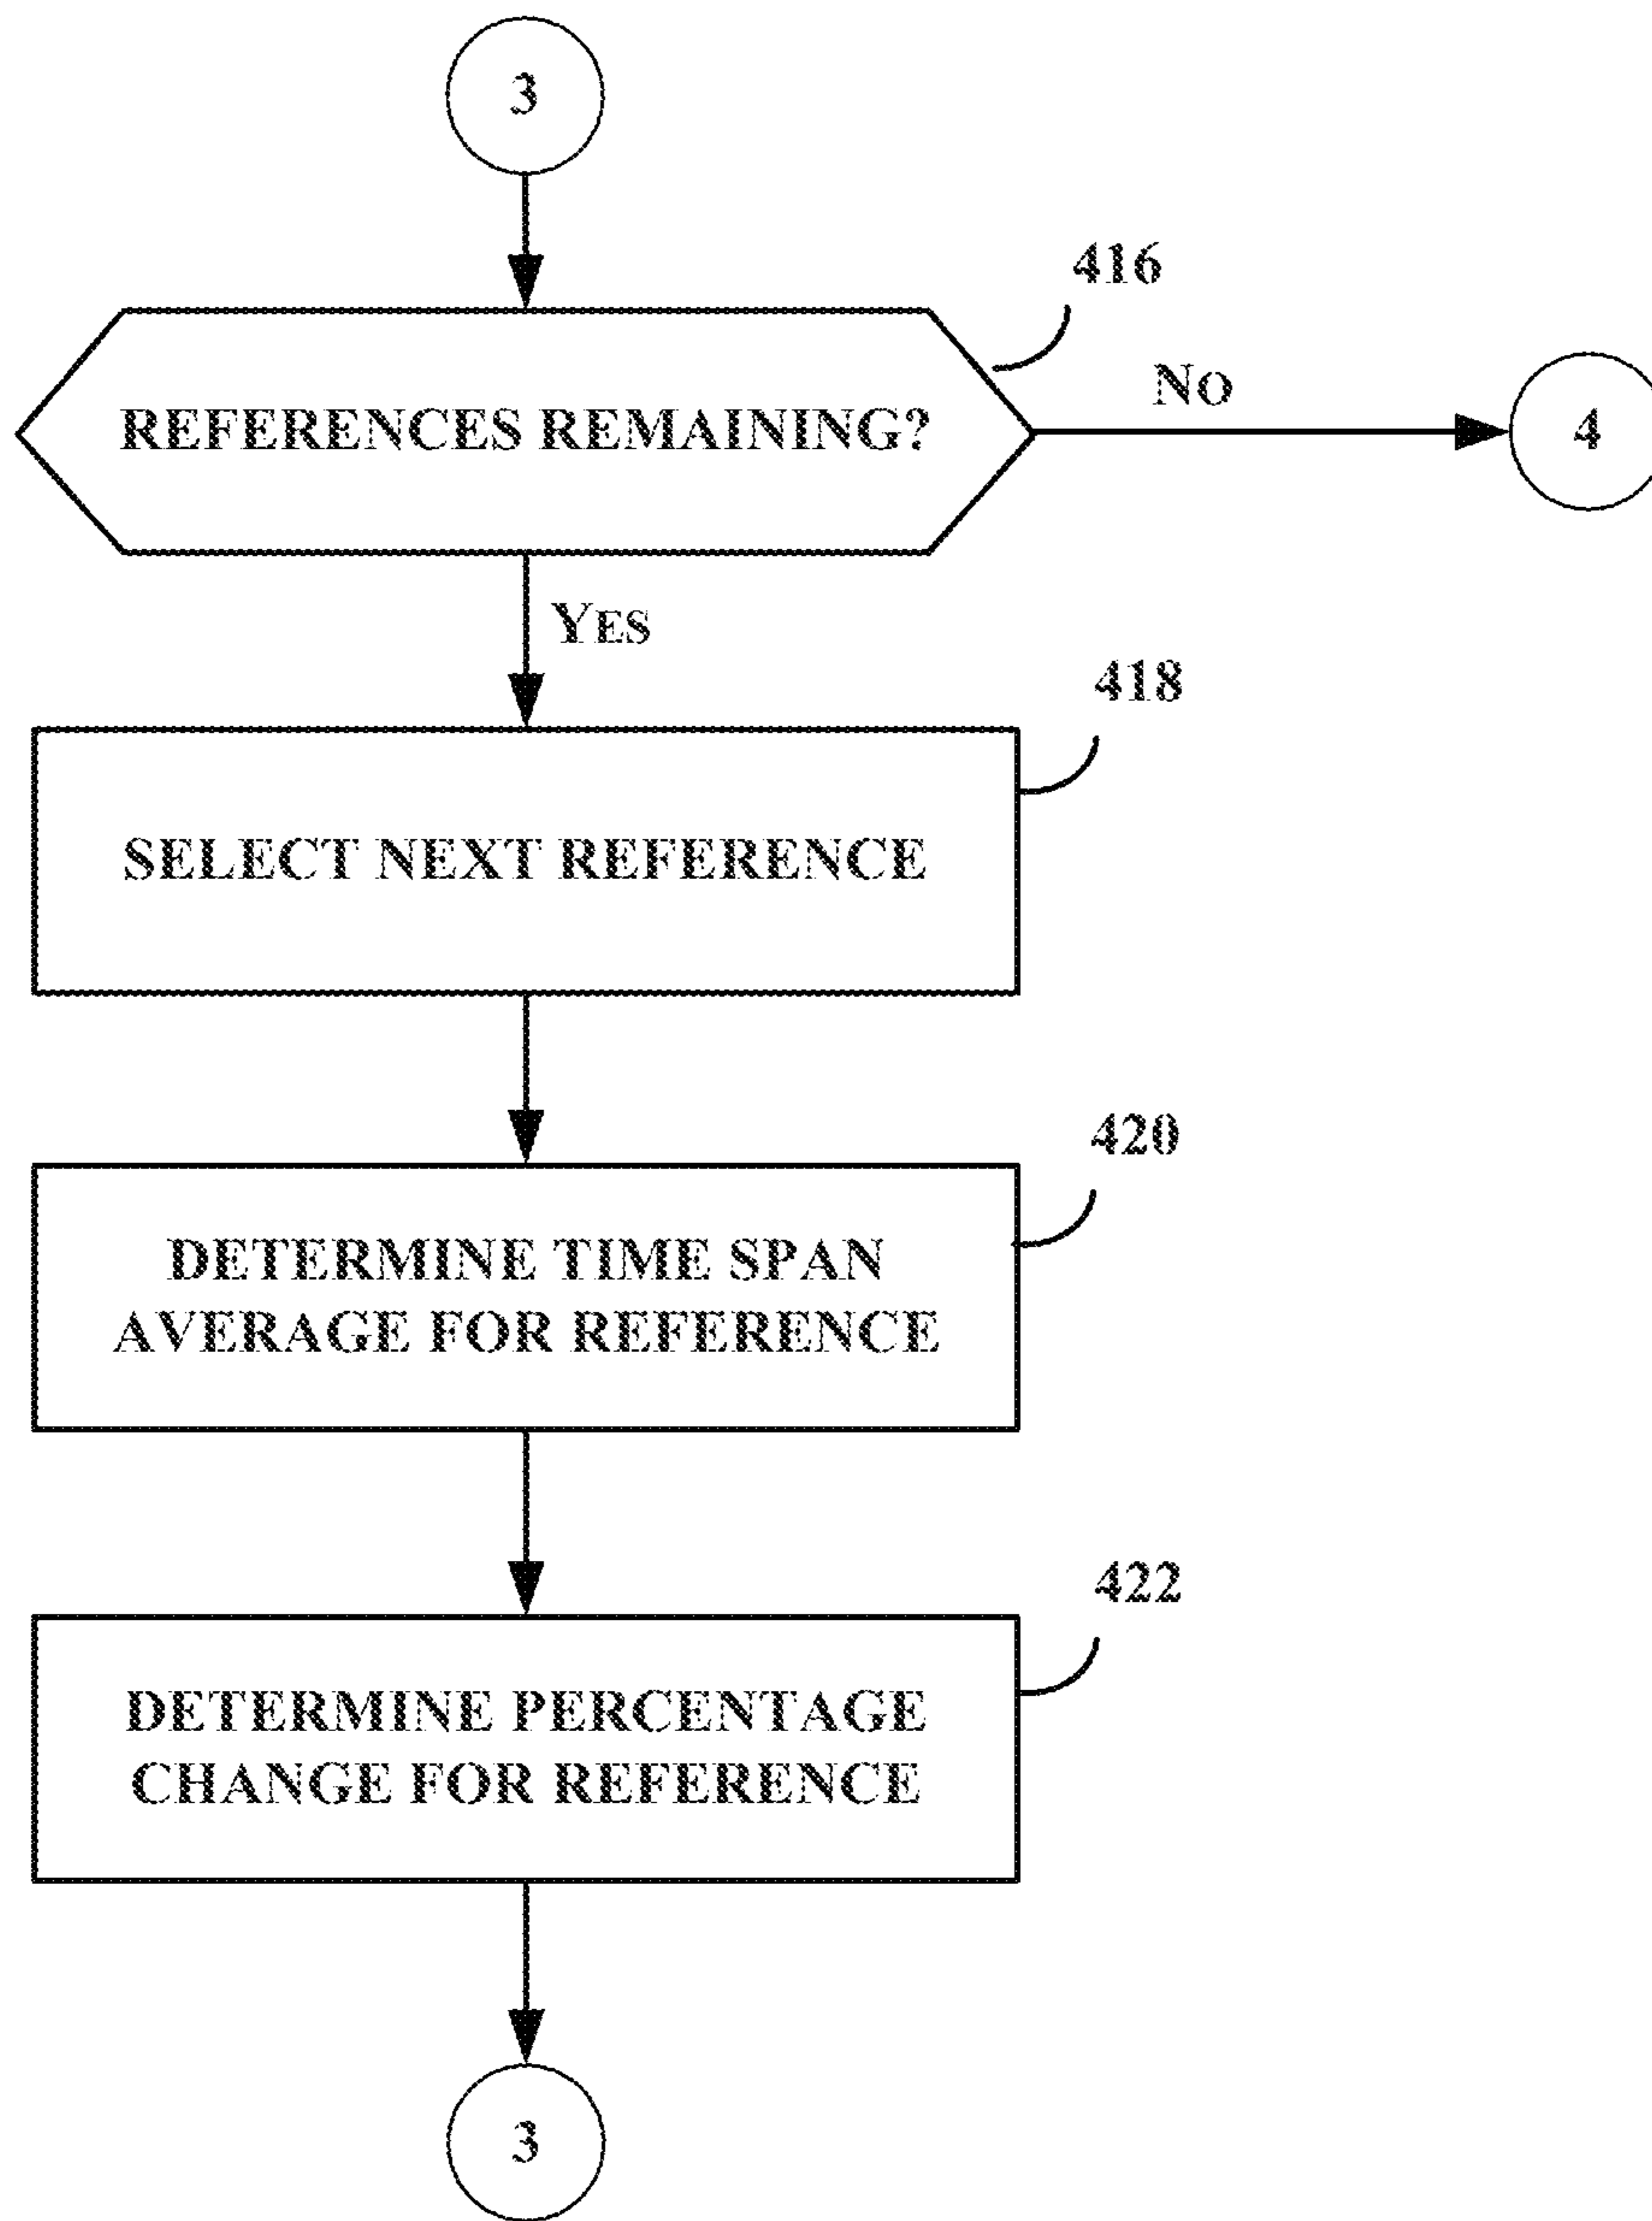 3
416
REFERENCES REMAINING?
NO
4
YES
418
SELECT NEXT REFERENCE
420
DETERMINE TIME SPAN
AVERAGE FOR REFERENCE
422
DETERMINE PERCENTAGE
CHANGE FOR REFERENCE
3